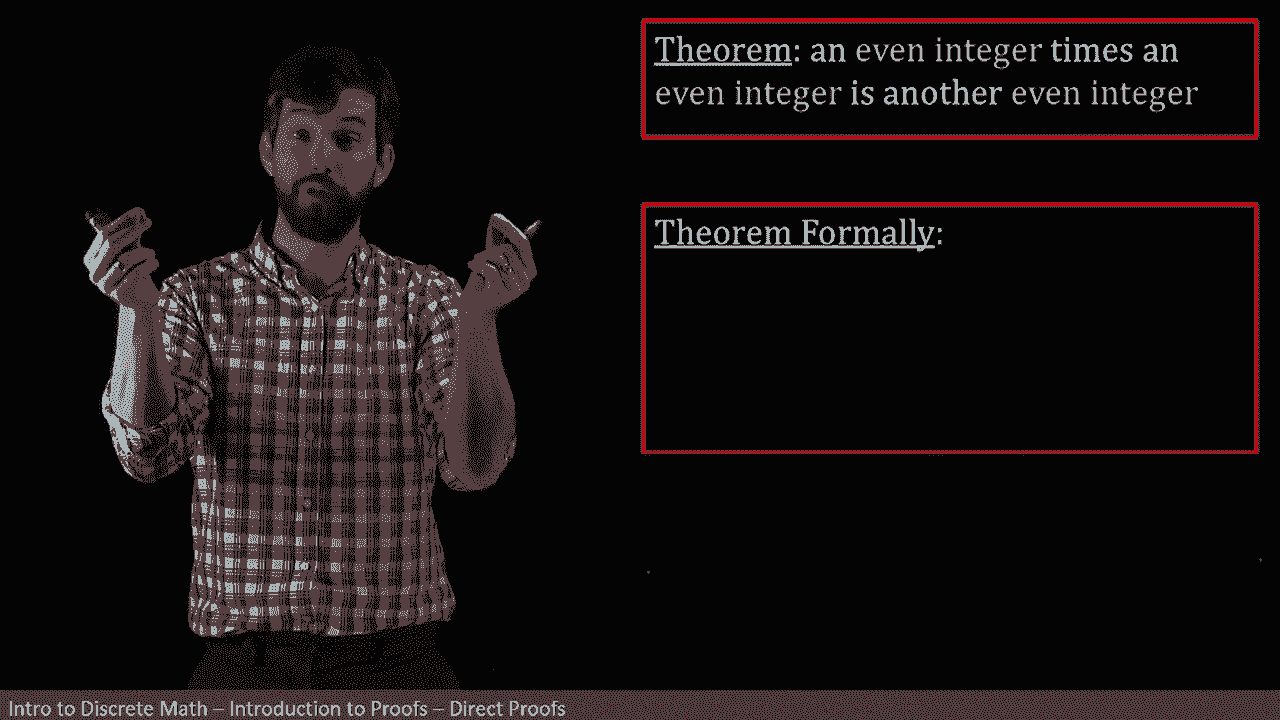 Theorem: an even integer times an
even integer is another even integer
Theorem Formally:
Intro to Discrete Math – Introduction to Proofs – Direct Proofs